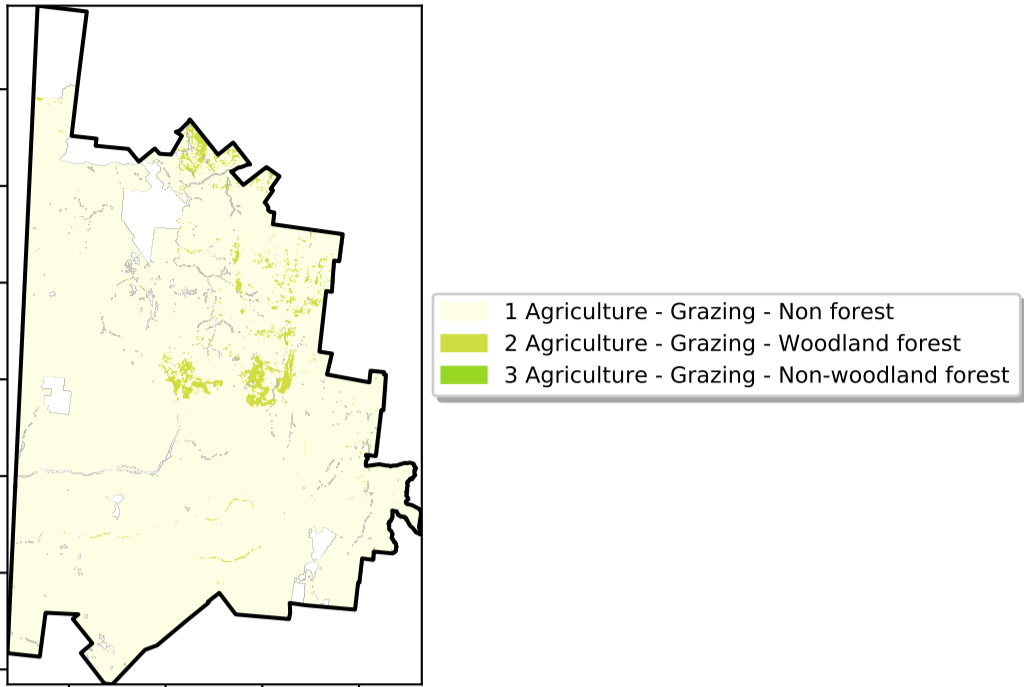 1 Agriculture - Grazing - Non forest
2 Agriculture - Grazing - Woodland forest
3 Agriculture - Grazing - Non-woodland forest